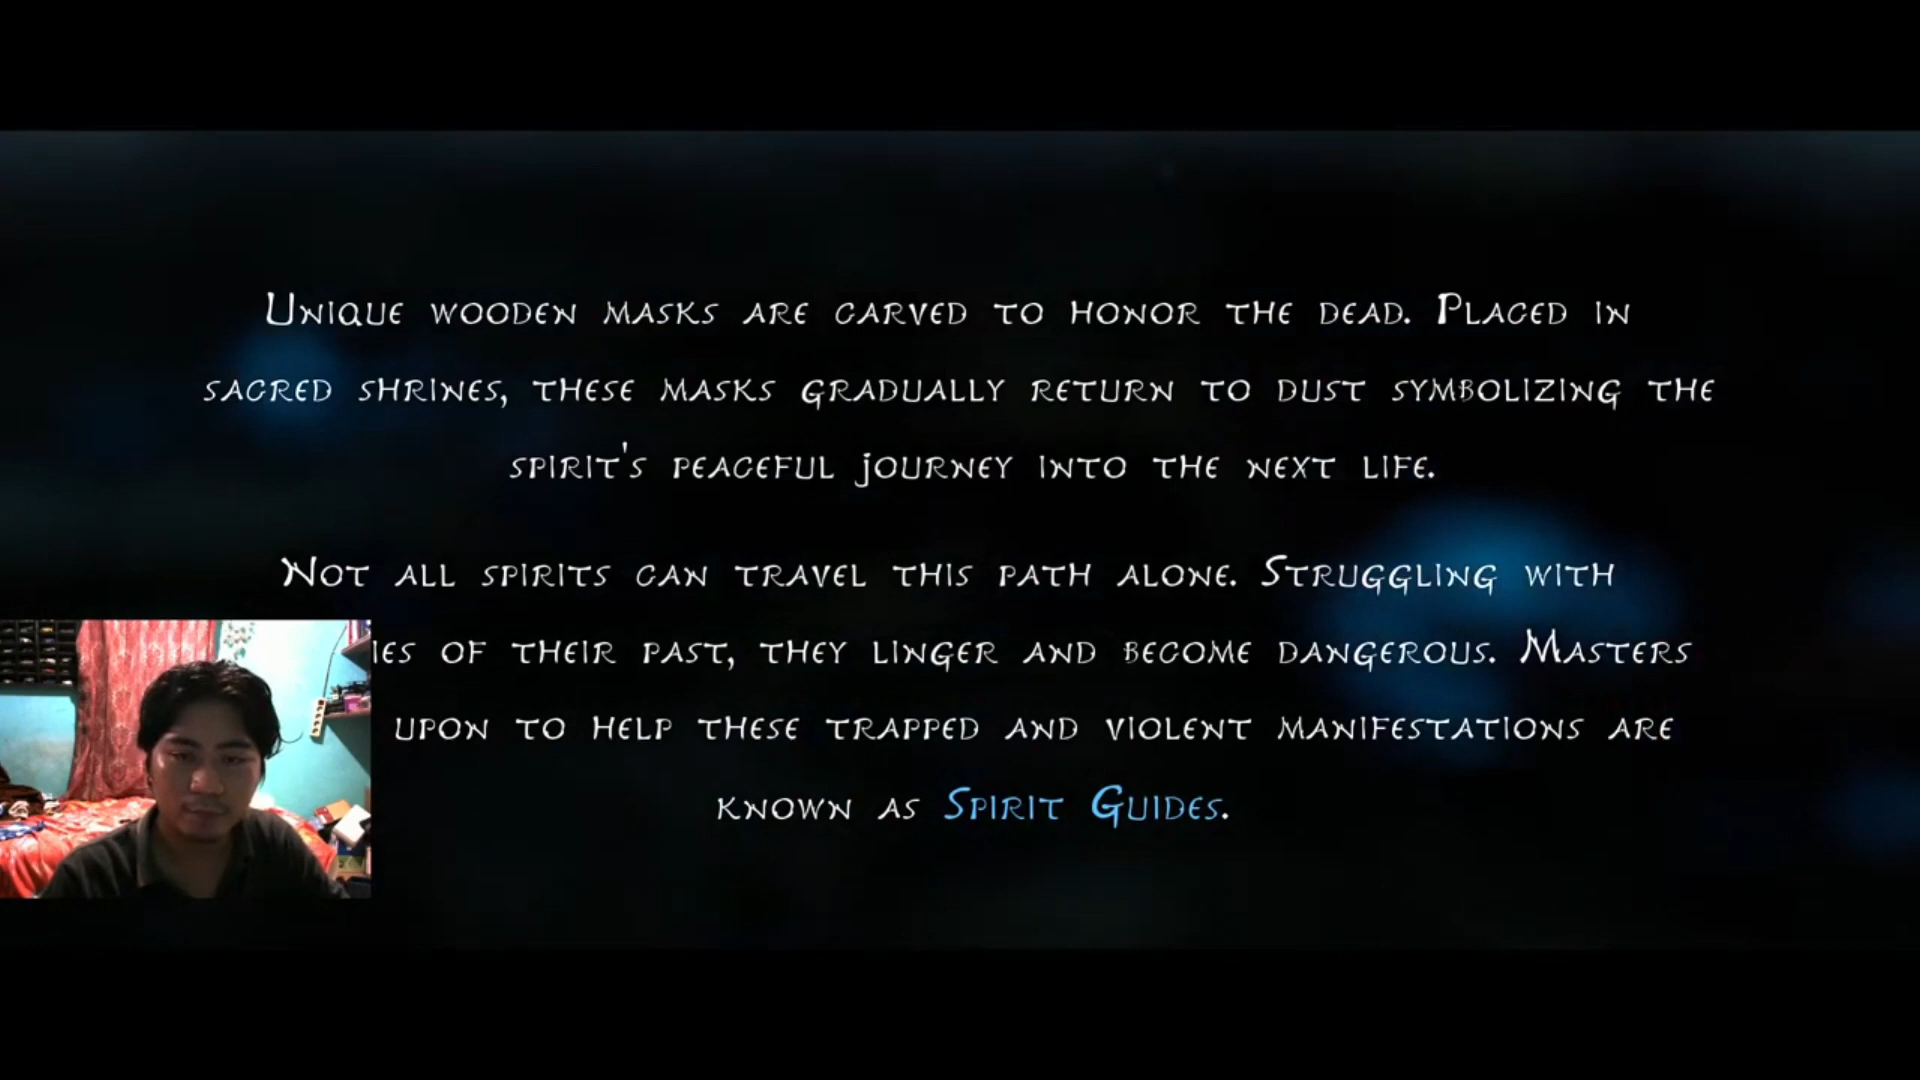 Unique wooden masks are carved to honor the dead. Placed in
sacred shrines, these masks gradually return to dust symbolizing the
spirit's peaceful journey into the next life.
Not all spirits can travel this path alone. Struggling with
of their past, they linger and become dangerous. Masters
upon to help these trapped and violent manifestations are
known as Spirit Guides.